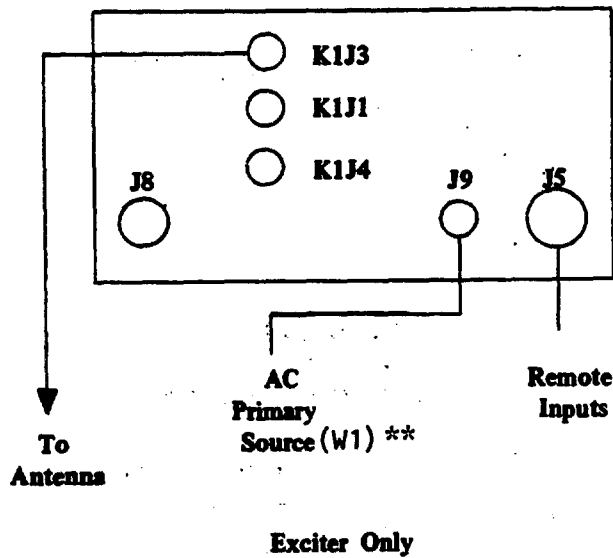 K1J3
K1J1
K1J4
J8
J9
J5
AC
Primary
Source (W1) **
Remote
Inputs
To
Antenna
Exciter Only